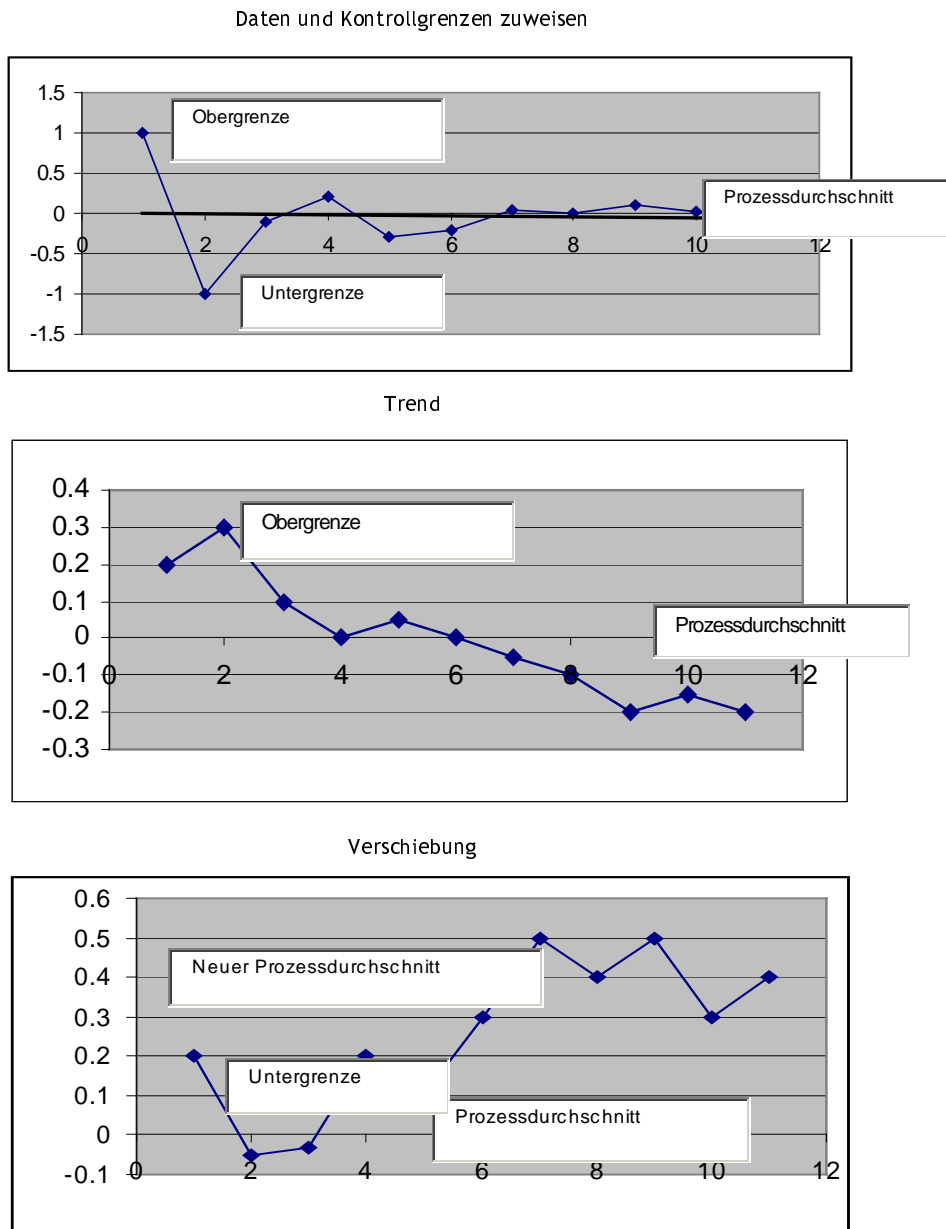 Daten und Kontrollgrenzen zuweisen
1.5
Obergrenze
1
0.5
Prozessdurchschnitt
0
0 2 4 6 8 10 12
-0.5
Untergrenze
-1
-1.5
Trend
0.4
0.3
Obergrenze
0.2
0.1
Prozessdurchschnitt
0
-0.1
0 2 4 6 8 10 12
-0.2
-0.3
Verschiebung
0.6
0.5
Neuer Prozessdurchschnitt
0.4
0.3
0.2
Untergrenze
0.1
Prozessdurchschnitt
0
-0.1
0 2 4 6 8 10 12